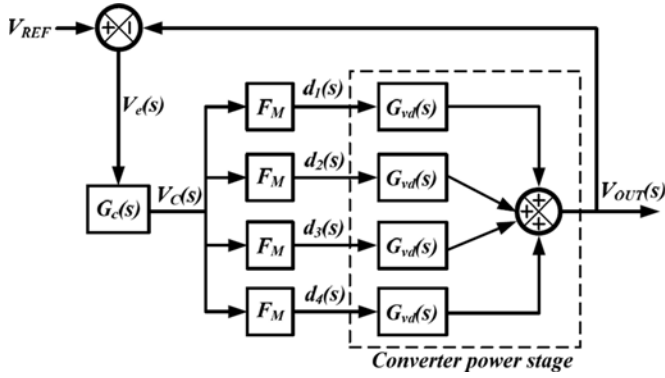 V_REF
+
−
V_e(s)
G_c(s)
V_C(s)
F_M
d_1(s)
G_vd(s)
F_M
d_2(s)
G_vd(s)
F_M
d_3(s)
G_vd(s)
F_M
d_4(s)
G_vd(s)
+
+
+
+
V_OUT(s)
Converter power stage